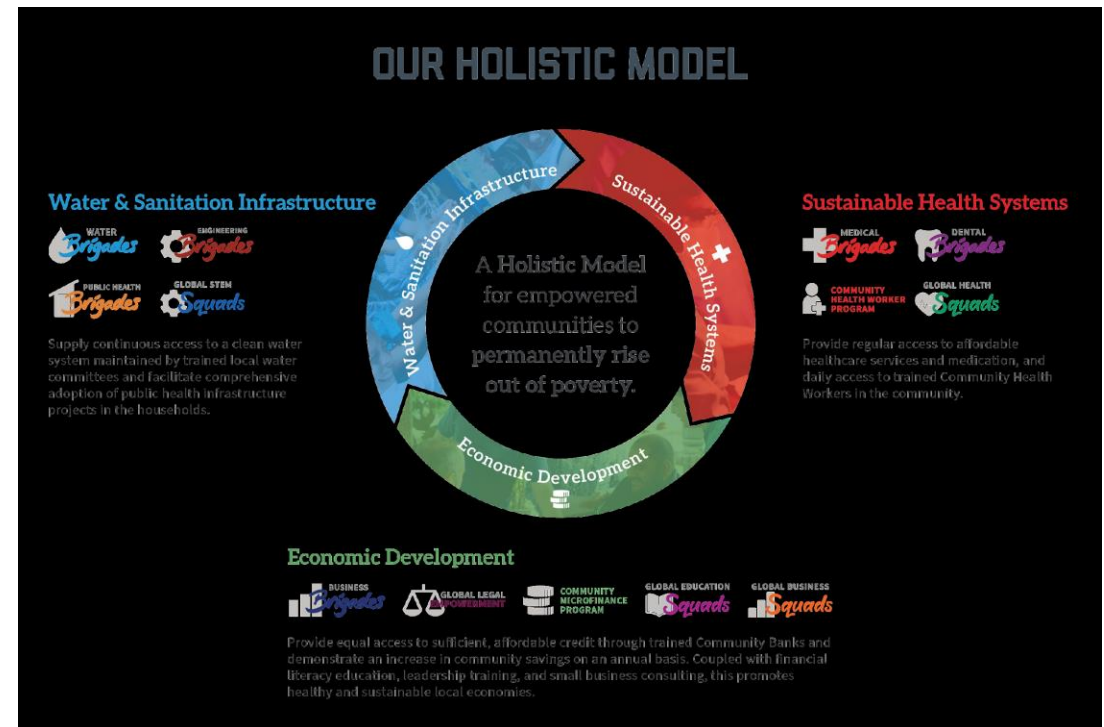 OUR HOLISTIC MODEL
Water & Sanitation Infrastructure
WATER
Brigades
ENGINEERING
Brigades
PUBLIC HEALTH
Brigades
GLOBAL STEM
Squads
Supply continuous access to a clean water
system maintained by trained local water
committees and facilitate comprehensive
adoption of public health infrastructure
projects in the households.
Water & Sanitation Infrastructure
Sustainable Health Systems
Economic Development
A Holistic Model
for empowered
communities to
permanently rise
out of poverty.
Sustainable Health Systems
MEDICAL
Brigades
DENTAL
Brigades
COMMUNITY
HEALTH WORKER
PROGRAM
GLOBAL HEALTH
Squads
Provide regular access to affordable
healthcare services and medication, and
daily access to trained Community Health
Workers in the community.
Economic Development
BUSINESS
Brigades
GLOBAL LEGAL
EMPOWERMENT
COMMUNITY
MICROFINANCE
PROGRAM
GLOBAL EDUCATION
Squads
GLOBAL BUSINESS
Squads
Provide equal access to sufficient, affordable credit through trained Community Banks and
demonstrate an increase in community savings on an annual basis. Coupled with financial
literacy education, leadership training, and small business consulting, this promotes
healthy and sustainable local economies.